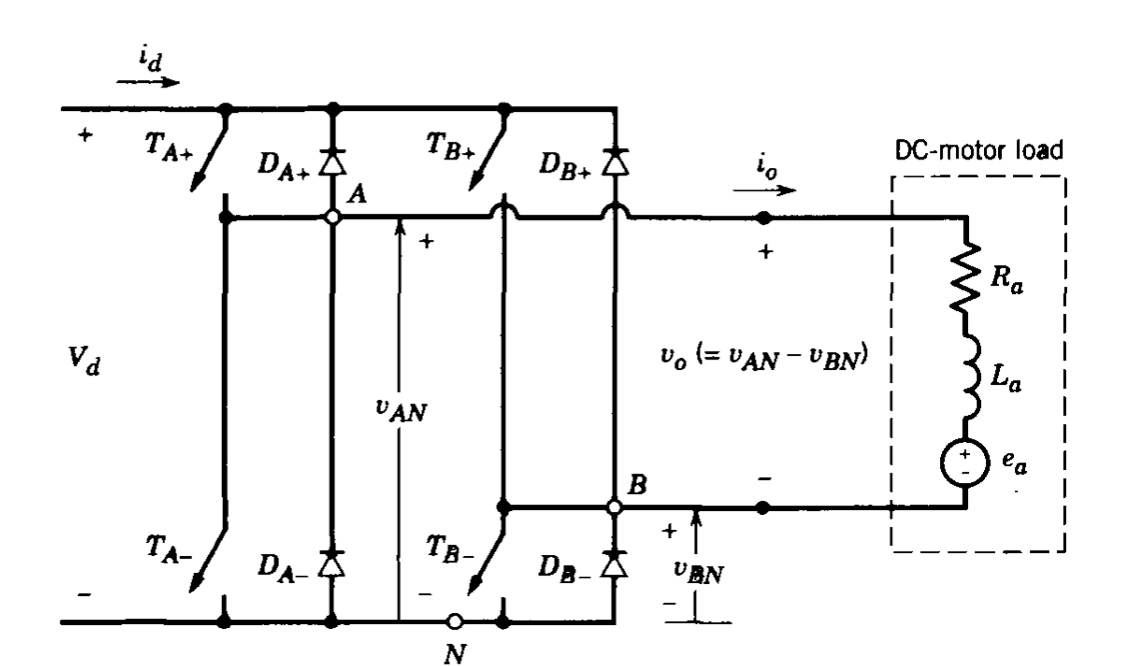 i_d
+
T_{A+}
D_{A+}
T_{B+}
D_{B+}
DC-motor load
A
i_o
+
+
R_a
V_d
v_o (= v_{AN} − v_{BN})
L_a
v_{AN}
+
-
e_a
B
-
+
T_{A-}
D_{A-}
T_{B-}
D_{B-}
v_{BN}
-
-
-
N